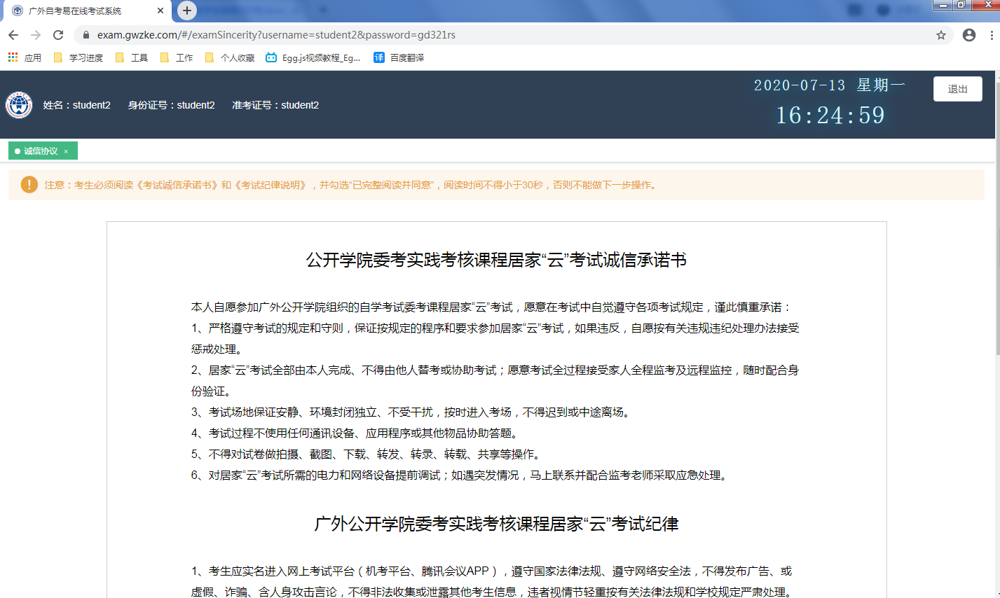 广外自考易在线考试系统
exam.gwzke.com/#/examSincerity?username=student2&password=gd321rs
应用 学习进度 工具 工作 个人收藏 Egg.js视频教程_Eg... 译 百度翻译
2020-07-13 星期一
退出
姓名：student2 身份证号：student2 准考证号：student2
16:24:59
诚信协议 ×
注意：考生必须阅读《考试诚信承诺书》和《考试纪律说明》，并勾选“已完整阅读并同意”，阅读时间不得小于30秒，否则不能做下一步操作。
公开学院委考实践考核课程居家“云”考试诚信承诺书
本人自愿参加广外公开学院组织的自学考试委考课程居家“云”考试，愿意在考试中自觉遵守各项考试规定，谨此慎重承诺：
1、严格遵守考试的规定和守则，保证按规定的程序和要求参加居家“云”考试，如果违反，自愿按有关违规违纪处理办法接受
惩戒处理。
2、居家“云”考试全部由本人完成、不得由他人替考或协助考试；愿意考试全过程接受家人全程监考及远程监控，随时配合身
份验证。
3、考试场地保证安静、环境封闭独立、不受干扰，按时进入考场，不得迟到或中途离场。
4、考试过程不使用任何通讯设备、应用程序或其他物品协助答题。
5、不得对试卷做拍摄、截图、下载、转发、转录、转载、共享等操作。
6、对居家“云”考试所需的电力和网络设备提前调试；如遇突发情况，马上联系并配合监考老师采取应急处理。
广外公开学院委考实践考核课程居家“云”考试纪律
1、考生应实名进入网上考试平台（机考平台、腾讯会议APP），遵守国家法律法规、遵守网络安全法，不得发布广告、或
虚假、诈骗、含人身攻击言论，不得非法收集或泄露其他考生信息，违者视情节轻重按有关法律法规和学校规定严肃处理。